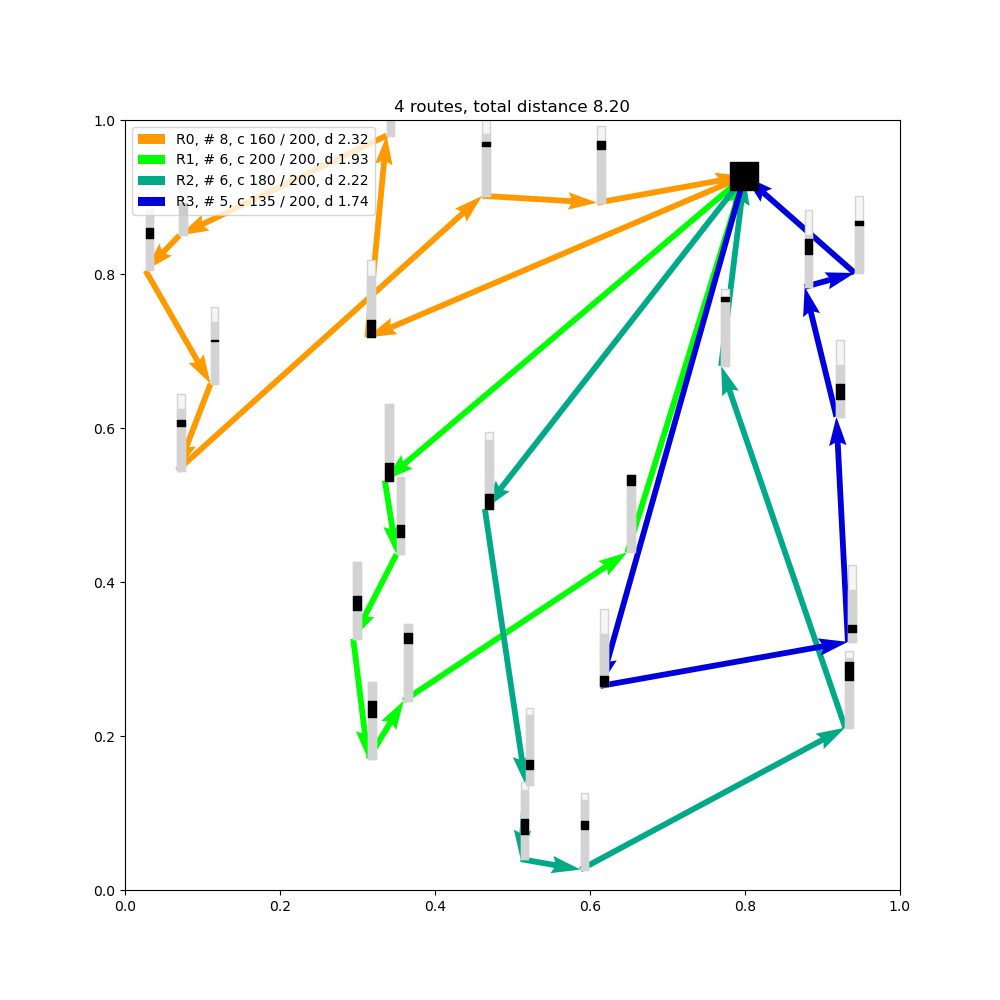 4 routes, total distance 8.20
R0, # 8, c 160 / 200, d 2.32
R1, # 6, c 200 / 200, d 1.93
R2, # 6, c 180 / 200, d 2.22
R3, # 5, c 135 / 200, d 1.74
1.0
0.8
0.6
0.4
0.2
0.0
0.0 0.2 0.4 0.6 0.8 1.0